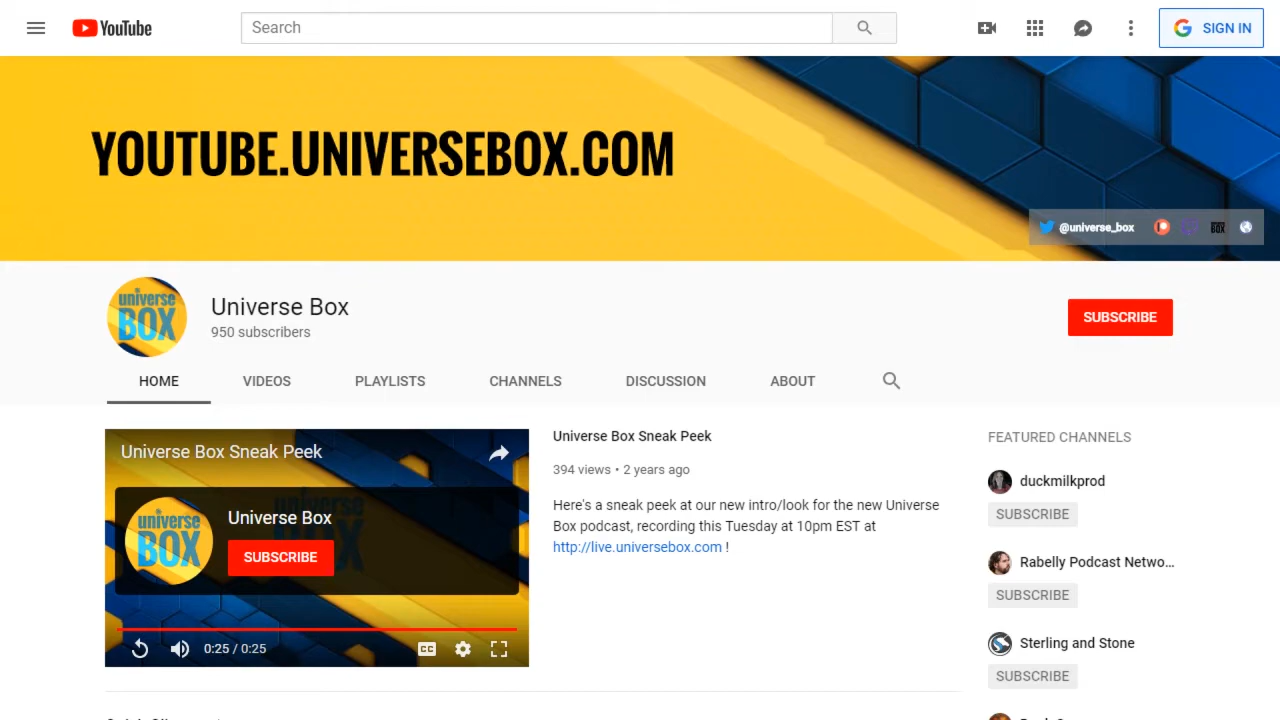 YouTube
Search
SIGN IN
YOUTUBE.UNIVERSEBOX.COM
@universe_box
BOX
universe
BOX
Universe Box
950 subscribers
SUBSCRIBE
HOME
VIDEOS
PLAYLISTS
CHANNELS
DISCUSSION
ABOUT
Universe Box Sneak Peek
universe
BOX
Universe Box
SUBSCRIBE
0:25 / 0:25
CC
Universe Box Sneak Peek
394 views • 2 years ago
Here's a sneak peek at our new intro/look for the new Universe
Box podcast, recording this Tuesday at 10pm EST at
http://live.universebox.com !
FEATURED CHANNELS
duckmilkprod
SUBSCRIBE
Rabelly Podcast Netwo...
SUBSCRIBE
Sterling and Stone
SUBSCRIBE